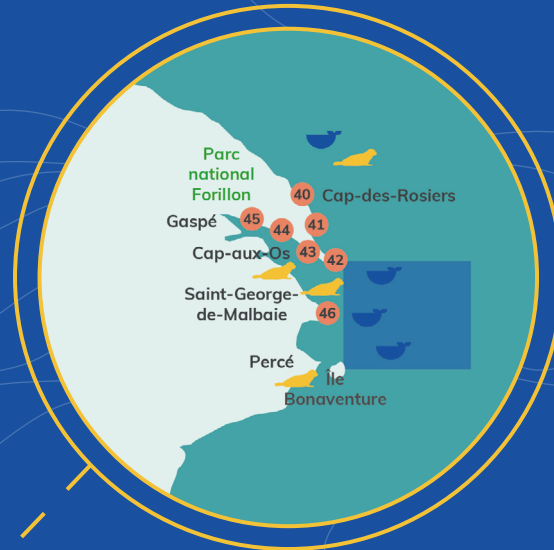 Parc
national
Forillon
40 Cap-des-Rosiers
Gaspé 45 44 41
Cap-aux-Os 43 42
Saint-George-
de-Malbaie 46
Percé
Île
Bonaventure